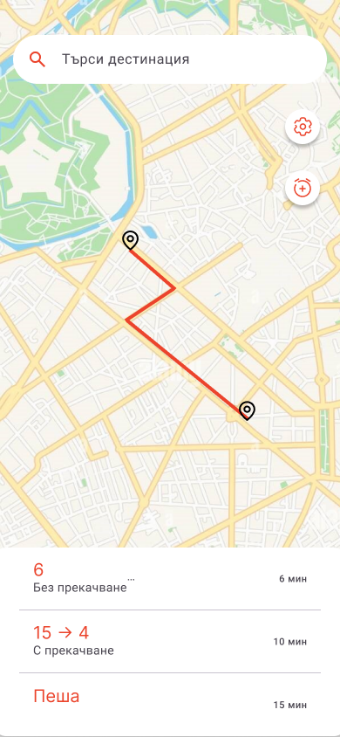 Търси дестинация
6
...
Без прекачване
6 мин
15 → 4
С прекачване
10 мин
Пеша
15 мин